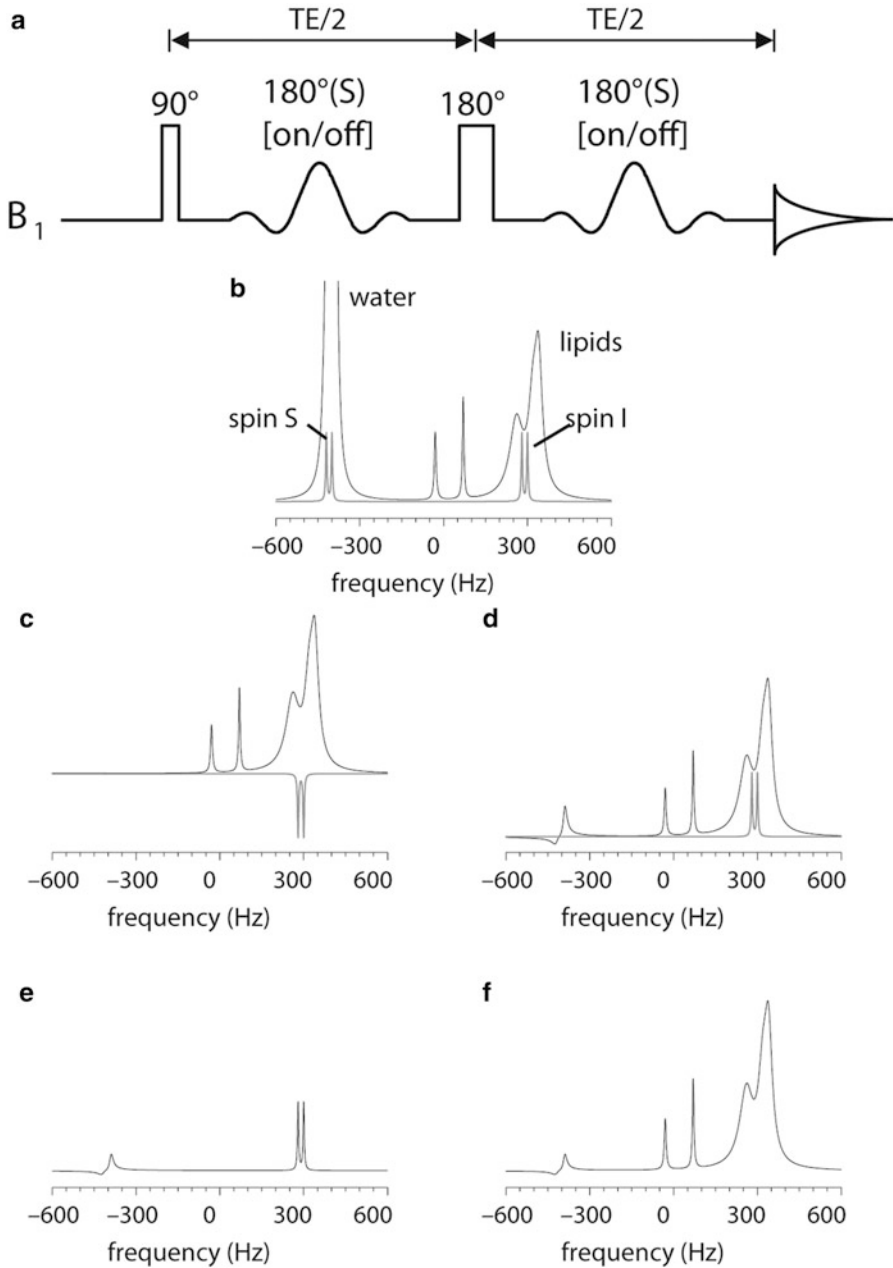 a
TE/2 TE/2
90° 180°(S) 180° 180°(S)
[on/off] [on/off]
B1
b
water
lipids
spin S
spin I
−600 −300 0 300 600
frequency (Hz)
c d
−600 −300 0 300 600 −600 −300 0 300 600
frequency (Hz) frequency (Hz)
e f
−600 −300 0 300 600 −600 −300 0 300 600
frequency (Hz) frequency (Hz)